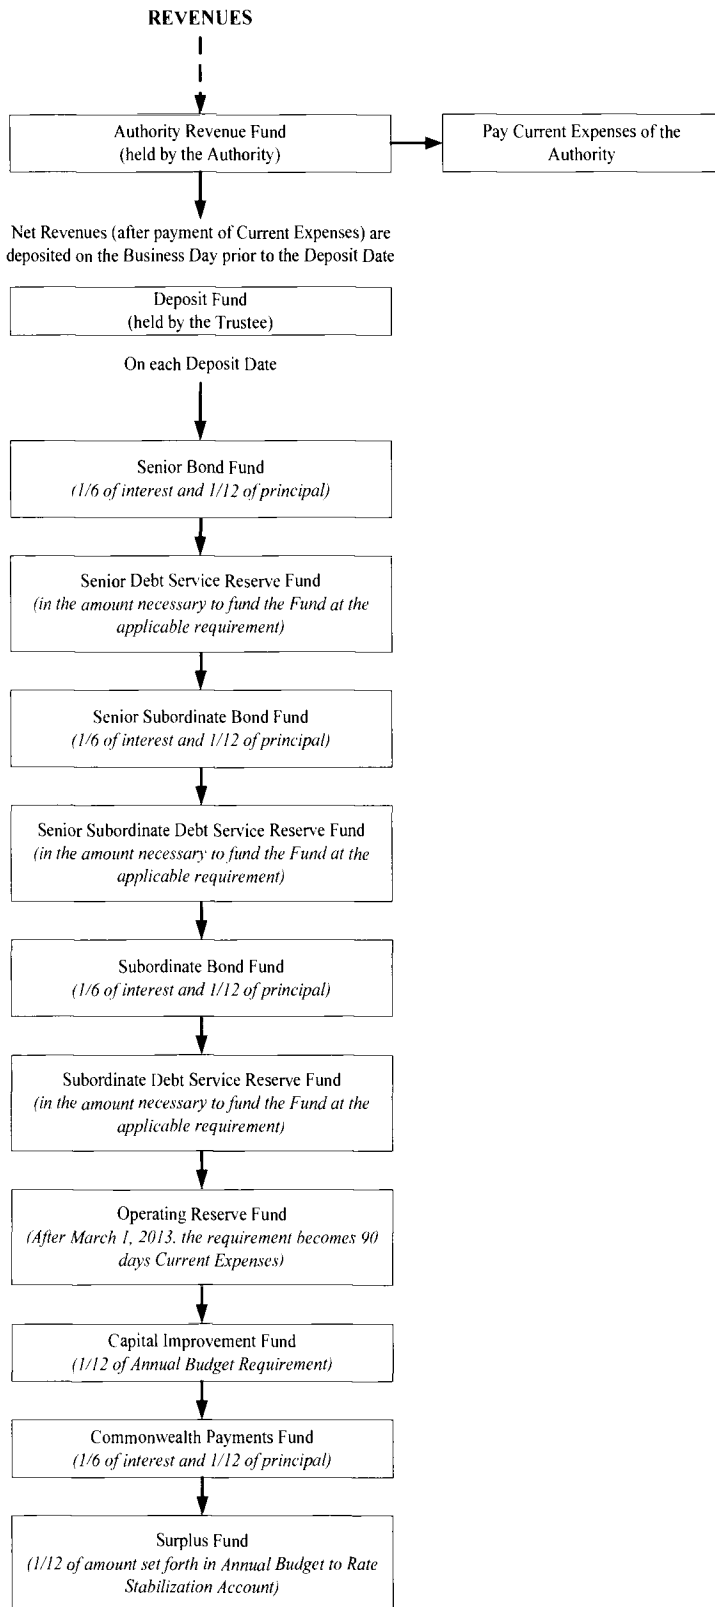 REVENUES
Authority Revenue Fund
(held by the Authority)
Pay Current Expenses of the
Authority
Net Revenues (after payment of Current Expenses) are
deposited on the Business Day prior to the Deposit Date
Deposit Fund
(held by the Trustee)
On each Deposit Date
Senior Bond Fund
(1/6 of interest and 1/12 of principal)
Senior Debt Service Reserve Fund
(in the amount necessary to fund the Fund at the
applicable requirement)
Senior Subordinate Bond Fund
(1/6 of interest and 1/12 of principal)
Senior Subordinate Debt Service Reserve Fund
(in the amount necessary to fund the Fund at the
applicable requirement)
Subordinate Bond Fund
(1/6 of interest and 1/12 of principal)
Subordinate Debt Service Reserve Fund
(in the amount necessary to fund the Fund at the
applicable requirement)
Operating Reserve Fund
(After March 1, 2013. the requirement becomes 90
days Current Expenses)
Capital Improvement Fund
(1/12 of Annual Budget Requirement)
Commonwealth Payments Fund
(1/6 of interest and 1/12 of principal)
Surplus Fund
(1/12 of amount set forth in Annual Budget to Rate
Stabilization Account)